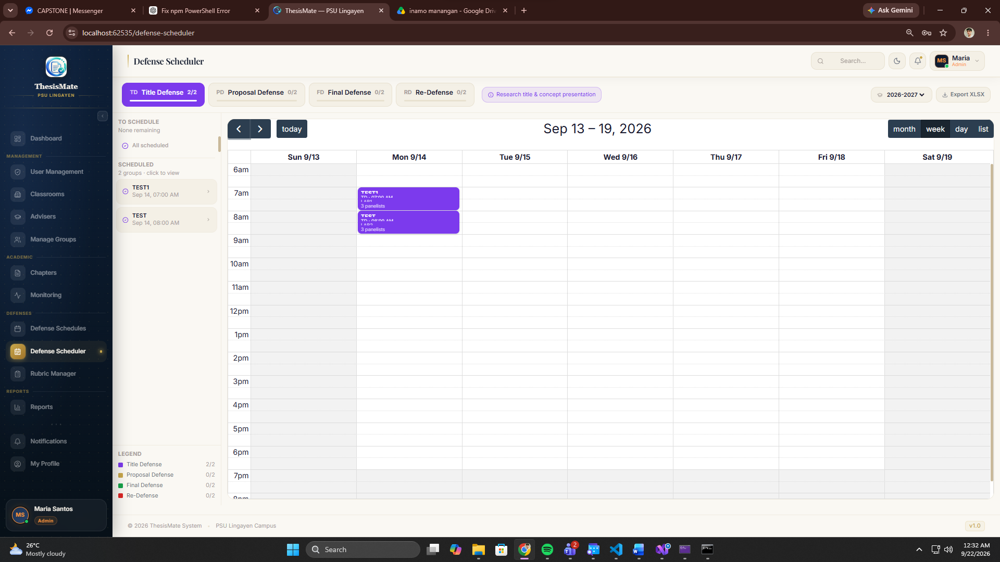 CAPSTONE | Messenger
Fix npm PowerShell Error
ThesisMate — PSU Lingayen
inamo manangan - Google Driv
Ask Gemini
localhost:62535/defense-scheduler
ThesisMate
PSU LINGAYEN
Dashboard
MANAGEMENT
User Management
Classrooms
Advisers
Manage Groups
ACADEMIC
Chapters
Monitoring
DEFENSES
Defense Schedules
Defense Scheduler
Rubric Manager
REPORTS
Reports
Notifications
My Profile
MS
Maria Santos
Admin
Defense Scheduler
Search...
MS
Maria
Admin
TD Title Defense 2/2
PD Proposal Defense 0/2
FD Final Defense 0/2
RD Re-Defense 0/2
Research title & concept presentation
2026-2027
Export XLSX
TO SCHEDULE
None remaining
All scheduled
SCHEDULED
2 groups · click to view
TEST1
Sep 14, 07:00 AM
TEST
Sep 14, 08:00 AM
LEGEND
Title Defense 2/2
Proposal Defense 0/2
Final Defense 0/2
Re-Defense 0/2
today
Sep 13 – 19, 2026
month week day list
Sun 9/13 Mon 9/14 Tue 9/15 Wed 9/16 Thu 9/17 Fri 9/18 Sat 9/19
6am
7am
TEST1
TD · 07:00 AM
LAB1
3 panelists
8am
TEST
TD · 08:00 AM
LAB2
3 panelists
9am
10am
11am
12pm
1pm
2pm
3pm
4pm
5pm
6pm
7pm
8pm
© 2026 ThesisMate System · PSU Lingayen Campus
v1.0
26°C
Mostly cloudy
Search
2
12:32 AM
9/22/2026